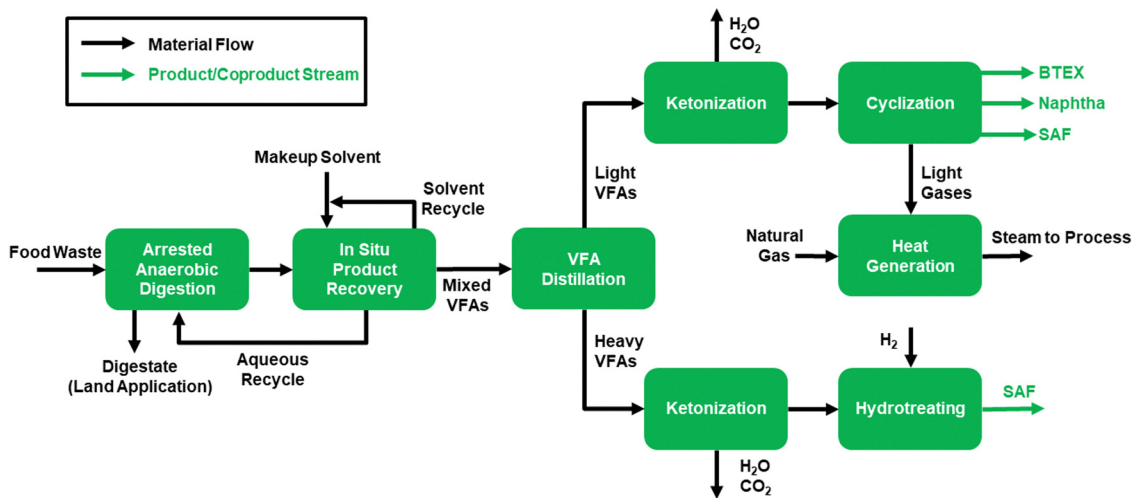 Material Flow
Product/Coproduct Stream
H₂O
CO₂
Ketonization
Cyclization
BTEX
Naphtha
SAF
Makeup Solvent
Solvent
Recycle
Light
VFAs
Light
Gases
Food Waste
Arrested
Anaerobic
Digestion
In Situ
Product
Recovery
Mixed
VFAs
VFA
Distillation
Natural
Gas
Heat
Generation
Steam to Process
Digestate
(Land Application)
Aqueous
Recycle
Heavy
VFAs
H₂
Ketonization
Hydrotreating
SAF
H₂O
CO₂